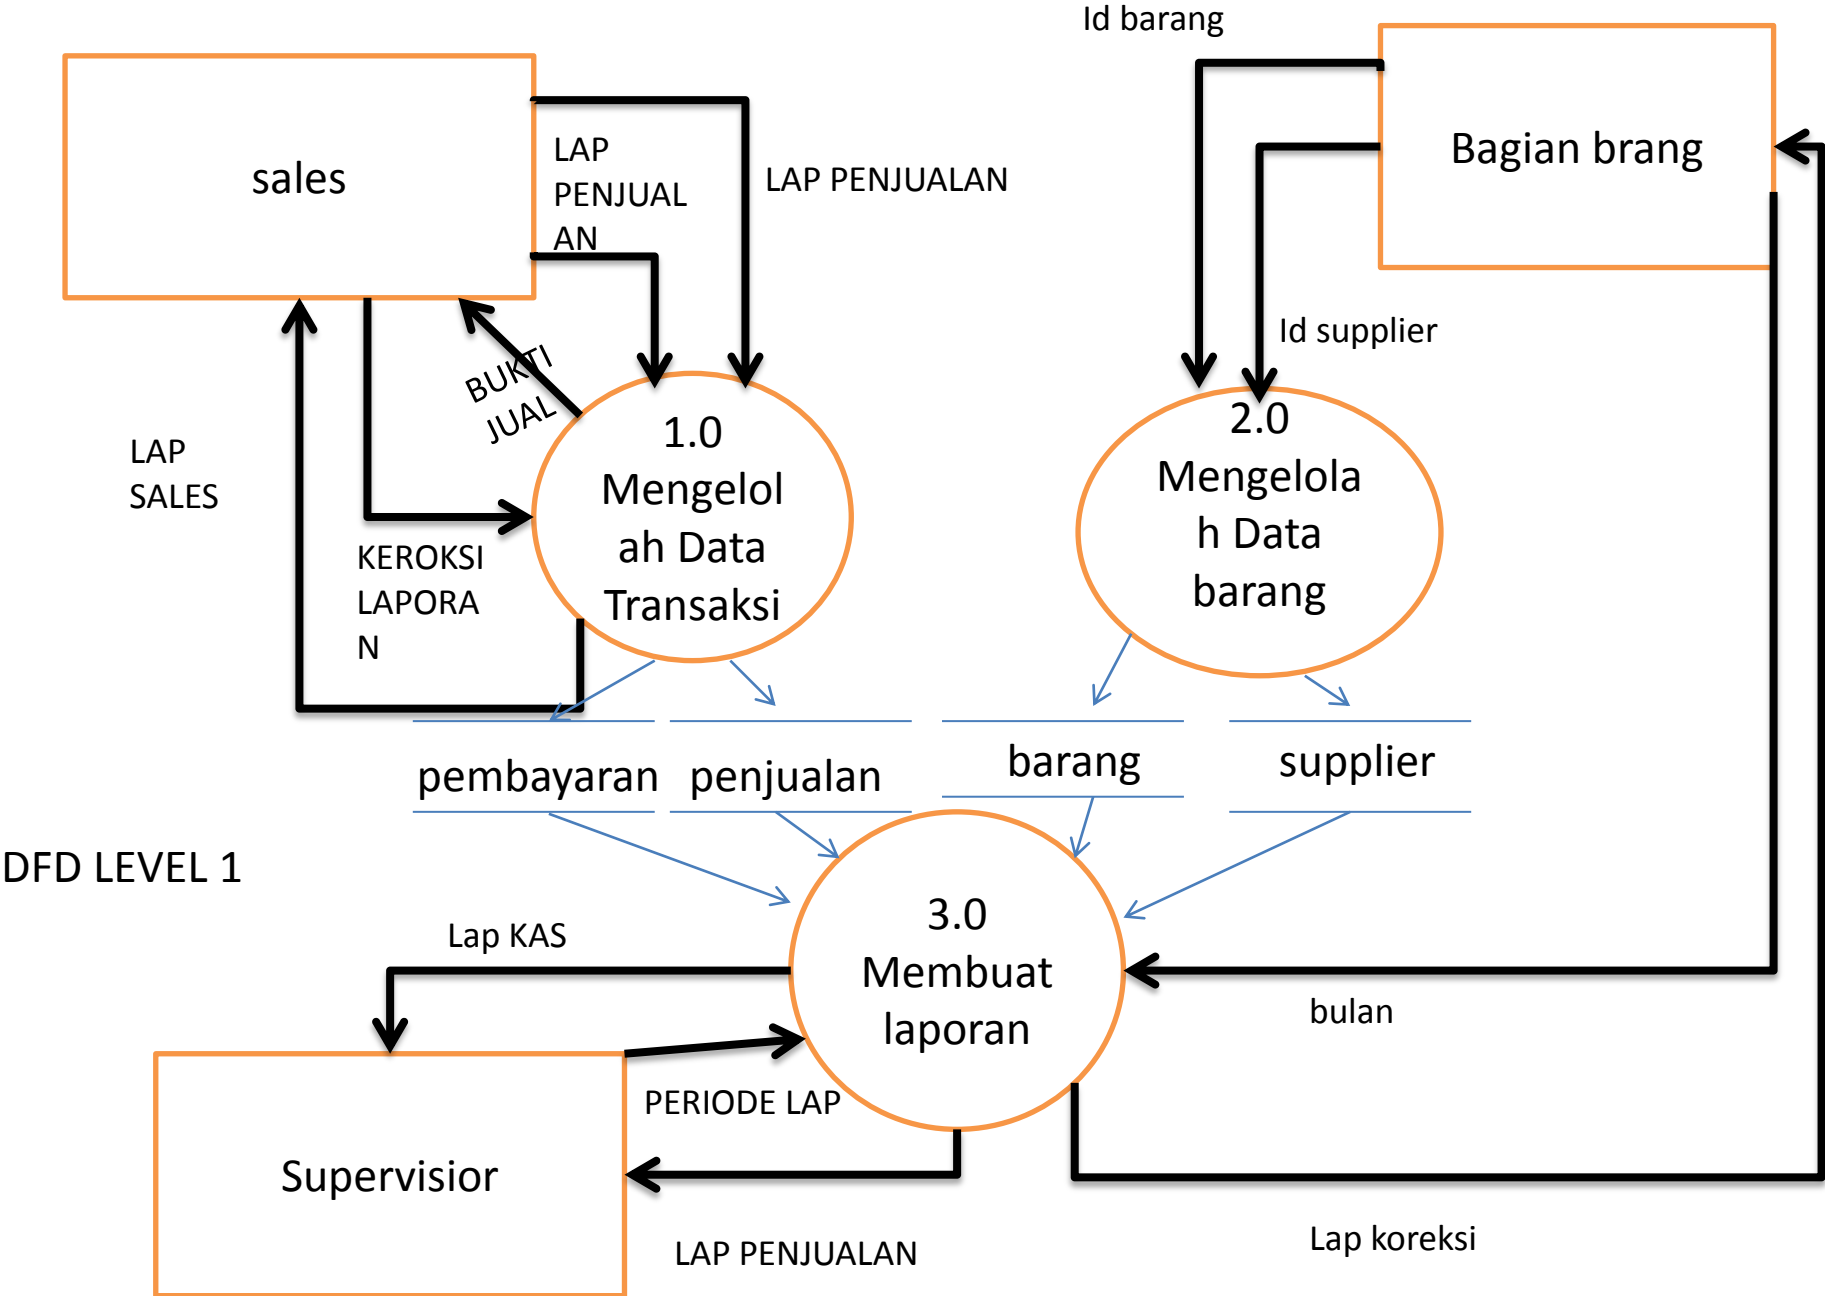 Id barang
sales
LAP
PENJUAL
AN
LAP PENJUALAN
Bagian brang
Id supplier
BUKTI
JUAL
LAP
SALES
KEROKSI
LAPORA
N
1.0
Mengelol
ah Data
Transaksi
2.0
Mengelola
h Data
barang
pembayaran
penjualan
barang
supplier
DFD LEVEL 1
Lap KAS
3.0
Membuat
laporan
bulan
PERIODE LAP
Supervisior
LAP PENJUALAN
Lap koreksi